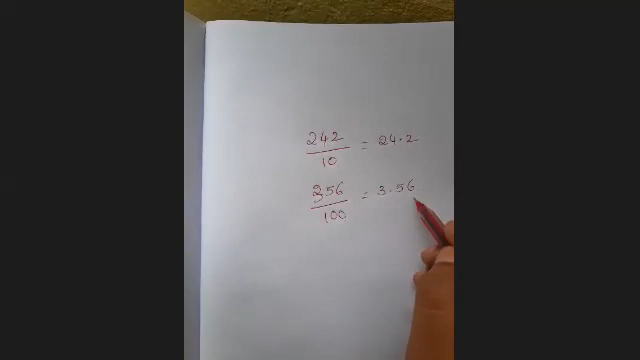 242/10 = 24.2
356/100 = 3.56